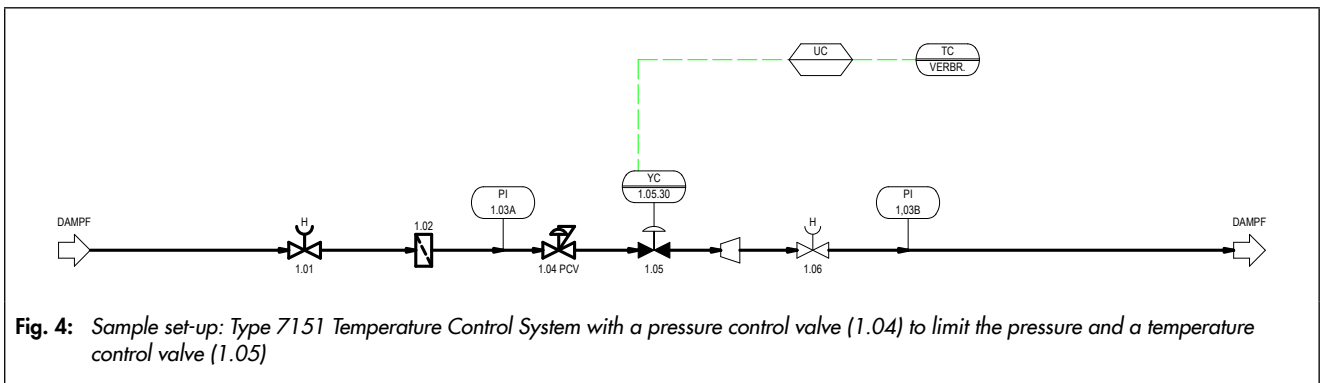 UC
TC
VERBR.
YC
1.05.30
PI
1.03A
PI
1,03B
DAMPF
H
1.02
H
DAMPF
1.01
1.04 PCV
1.05
1.06
Fig. 4: Sample set-up: Type 7151 Temperature Control System with a pressure control valve (1.04) to limit the pressure and a temperature
control valve (1.05)